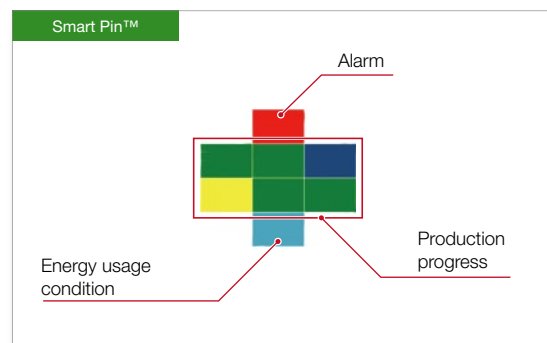 Smart Pin™
Alarm
Production
progress
Energy usage
condition